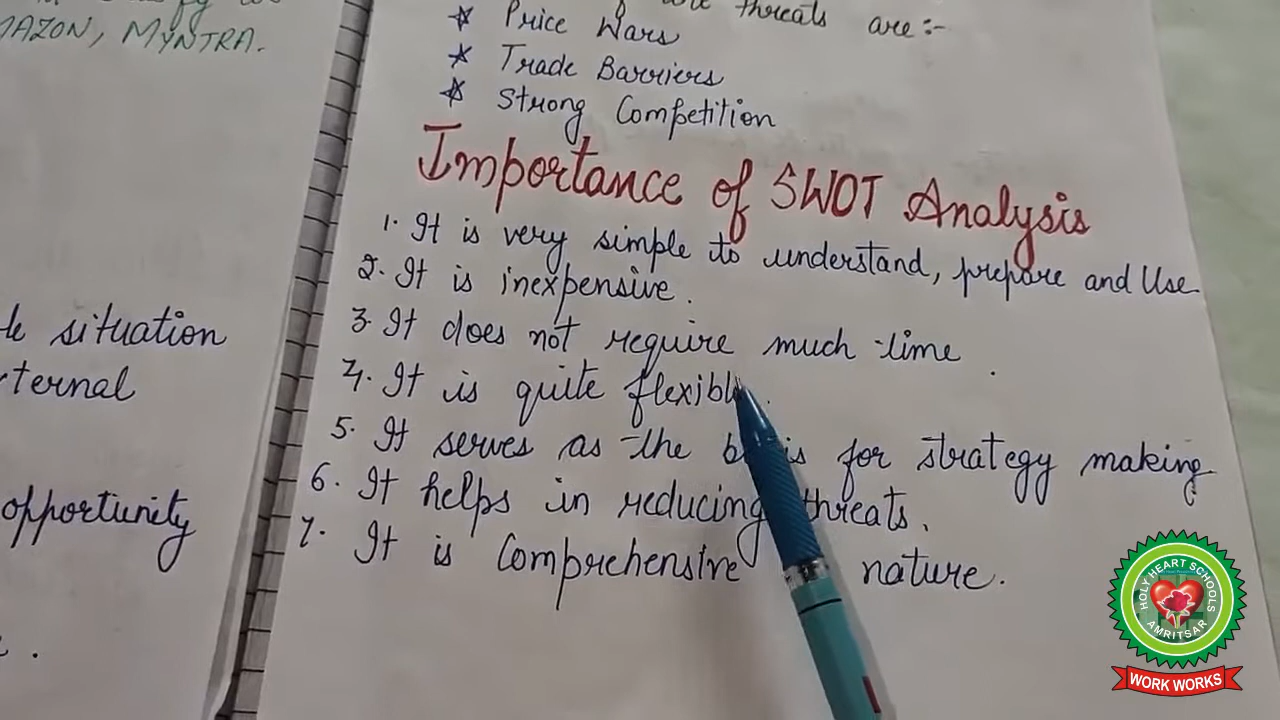 MYNTRA.
threats are:-
* Price Wars
* Trade Barriers
* Strong Competition
Importance of SWOT Analysis
1. It is very simple to understand, prepare and Use
2. It is inexpensive.
3. It does not require much time.
4. It is quite flexible.
5. It serves as the basis for strategy making
6. It helps in reducing threats.
7. It is Comprehensive nature.
situation
opportunity
HOLY HEART SCHOOLS
AMRITSAR
WORK WORKS